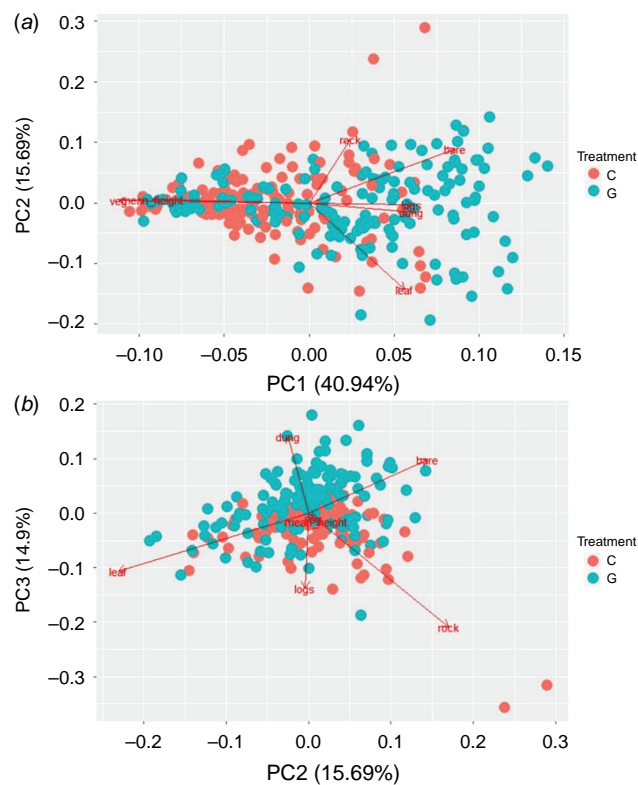 (a)
0.3
0.2
0.1
0.0
−0.1
−0.2
PC2 (15.69%)
rock
bare
mean_height
logs
dung
leaf
Treatment
C
G
−0.10
−0.05
0.00
0.05
0.10
0.15
PC1 (40.94%)
(b)
0.2
0.1
0.0
−0.1
−0.2
−0.3
PC3 (14.9%)
dung
bare
mean_height
leaf
logs
rock
Treatment
C
G
−0.2
−0.1
0.0
0.1
0.2
0.3
PC2 (15.69%)